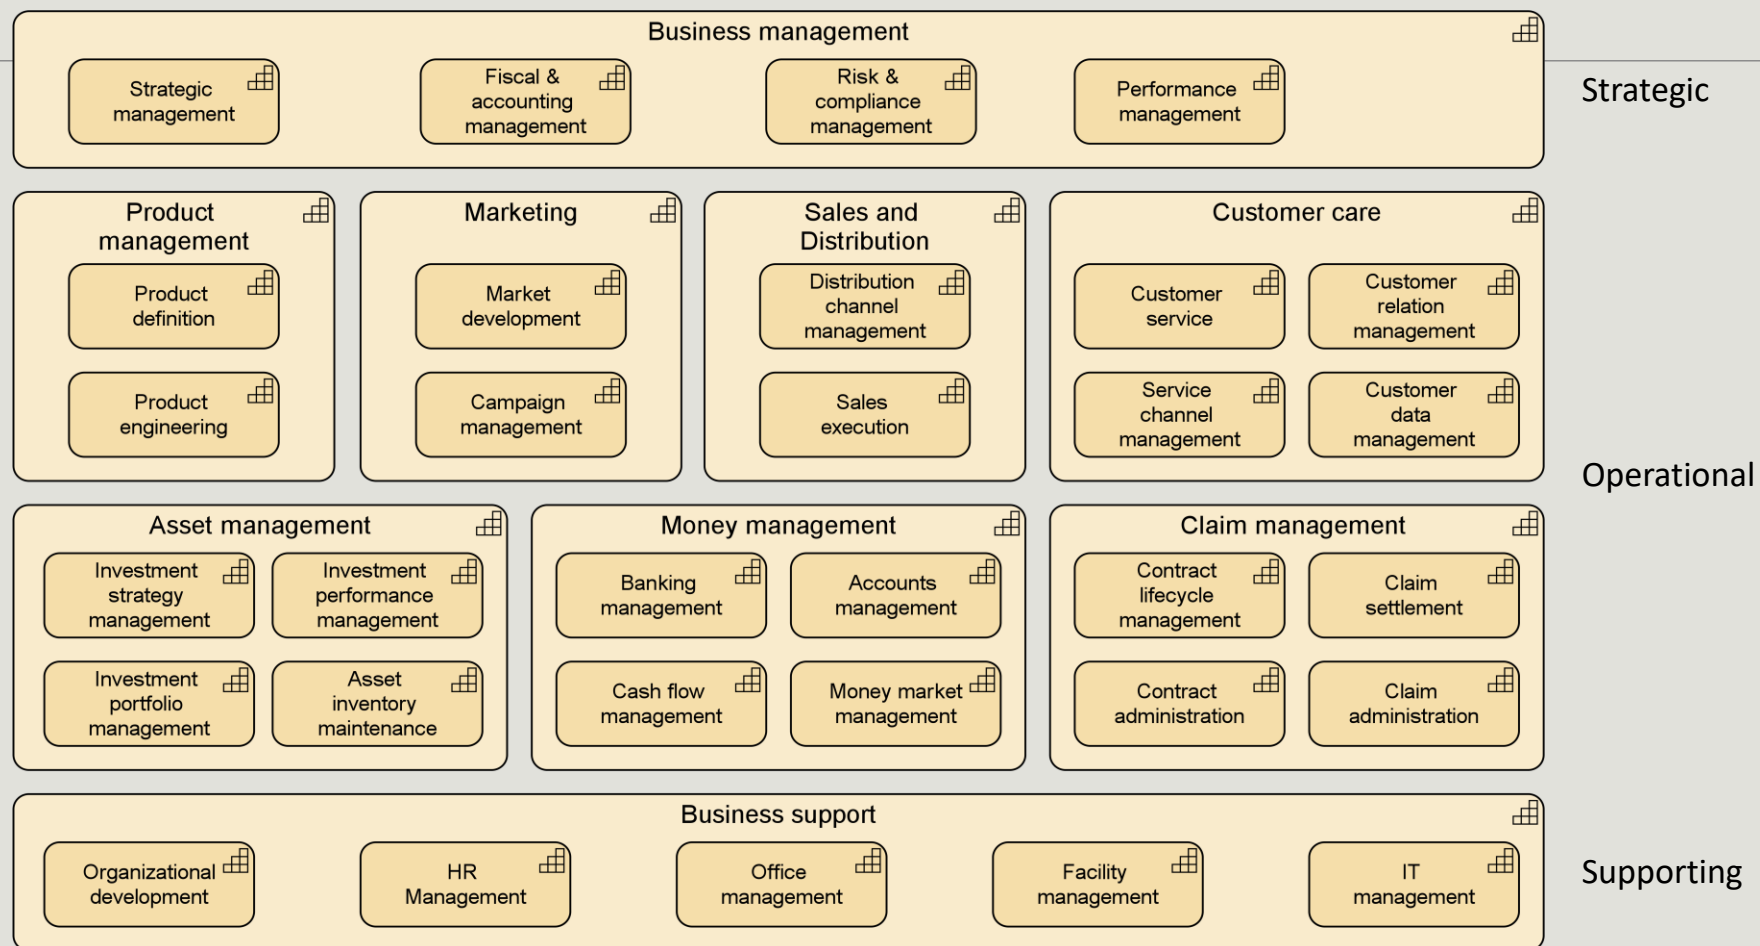 Business management
Strategic
management
Fiscal &
accounting
management
Risk &
compliance
management
Performance
management
Strategic
Product
management
Product
definition
Product
engineering
Marketing
Market
development
Campaign
management
Sales and
Distribution
Distribution
channel
management
Sales
execution
Customer care
Customer
service
Customer
relation
management
Service
channel
management
Customer
data
management
Operational
Asset management
Investment
strategy
management
Investment
performance
management
Investment
portfolio
management
Asset
inventory
maintenance
Money management
Banking
management
Accounts
management
Cash flow
management
Money market
management
Claim management
Contract
lifecycle
management
Claim
settlement
Contract
administration
Claim
administration
Business support
Organizational
development
HR
Management
Office
management
Facility
management
IT
management
Supporting